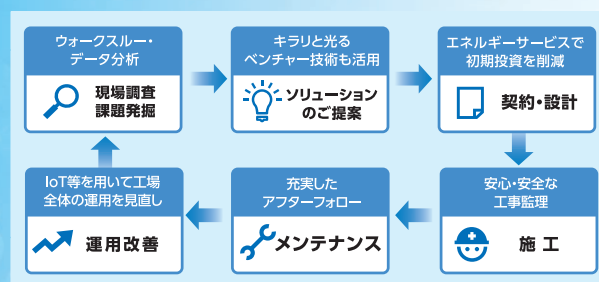 ウォークスルー・
データ分析
現場調査
課題発掘
キラリと光る
ベンチャー技術も活用
ソリューション
のご提案
エネルギーサービスで
初期投資を削減
契約・設計
安心・安全な
工事監理
施工
充実した
アフターフォロー
メンテナンス
IoT等を用いて工場
全体の運用を見直し
運用改善